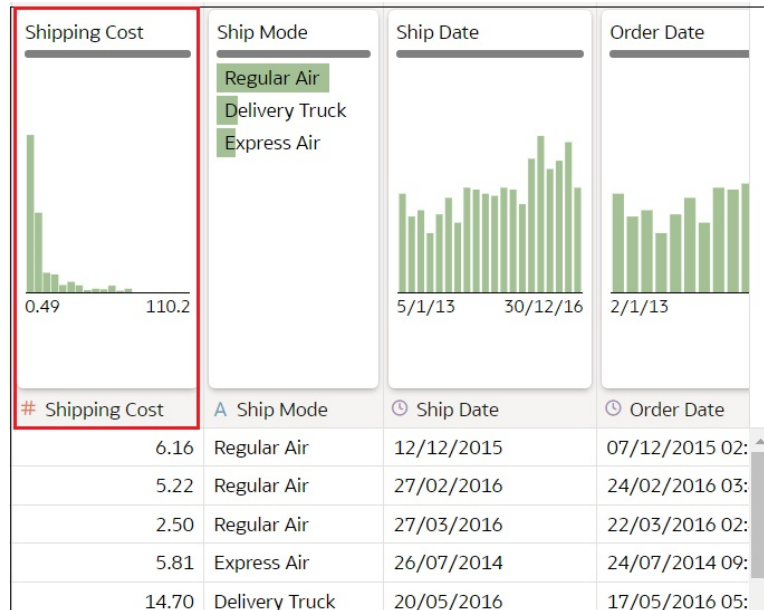 Shipping Cost Ship Mode Ship Date Order Date
Regular Air
Delivery Truck
Express Air
0.49 110.2 5/1/13 30/12/16 2/1/13
# Shipping Cost A Ship Mode Ship Date Order Date
6.16 Regular Air 12/12/2015 07/12/2015 02:
5.22 Regular Air 27/02/2016 24/02/2016 03:
2.50 Regular Air 27/03/2016 22/03/2016 02:
5.81 Express Air 26/07/2014 24/07/2014 09:
14.70 Delivery Truck 20/05/2016 17/05/2016 05: